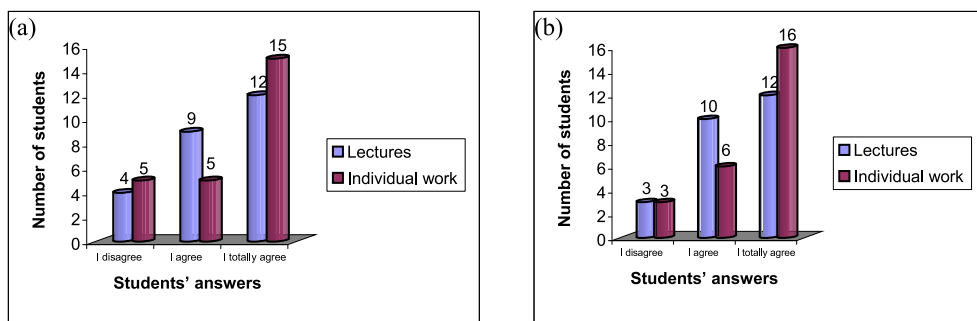 (a)
Number of students
16
14
12
10
8
6
4
2
0
4
5
9
5
12
15
I disagree
I agree
I totally agree
Students' answers
Lectures
Individual work
(b)
Number of students
16
14
12
10
8
6
4
2
0
3
3
10
6
12
16
I disagree
I agree
I totally agree
Students' answers
Lectures
Individual work